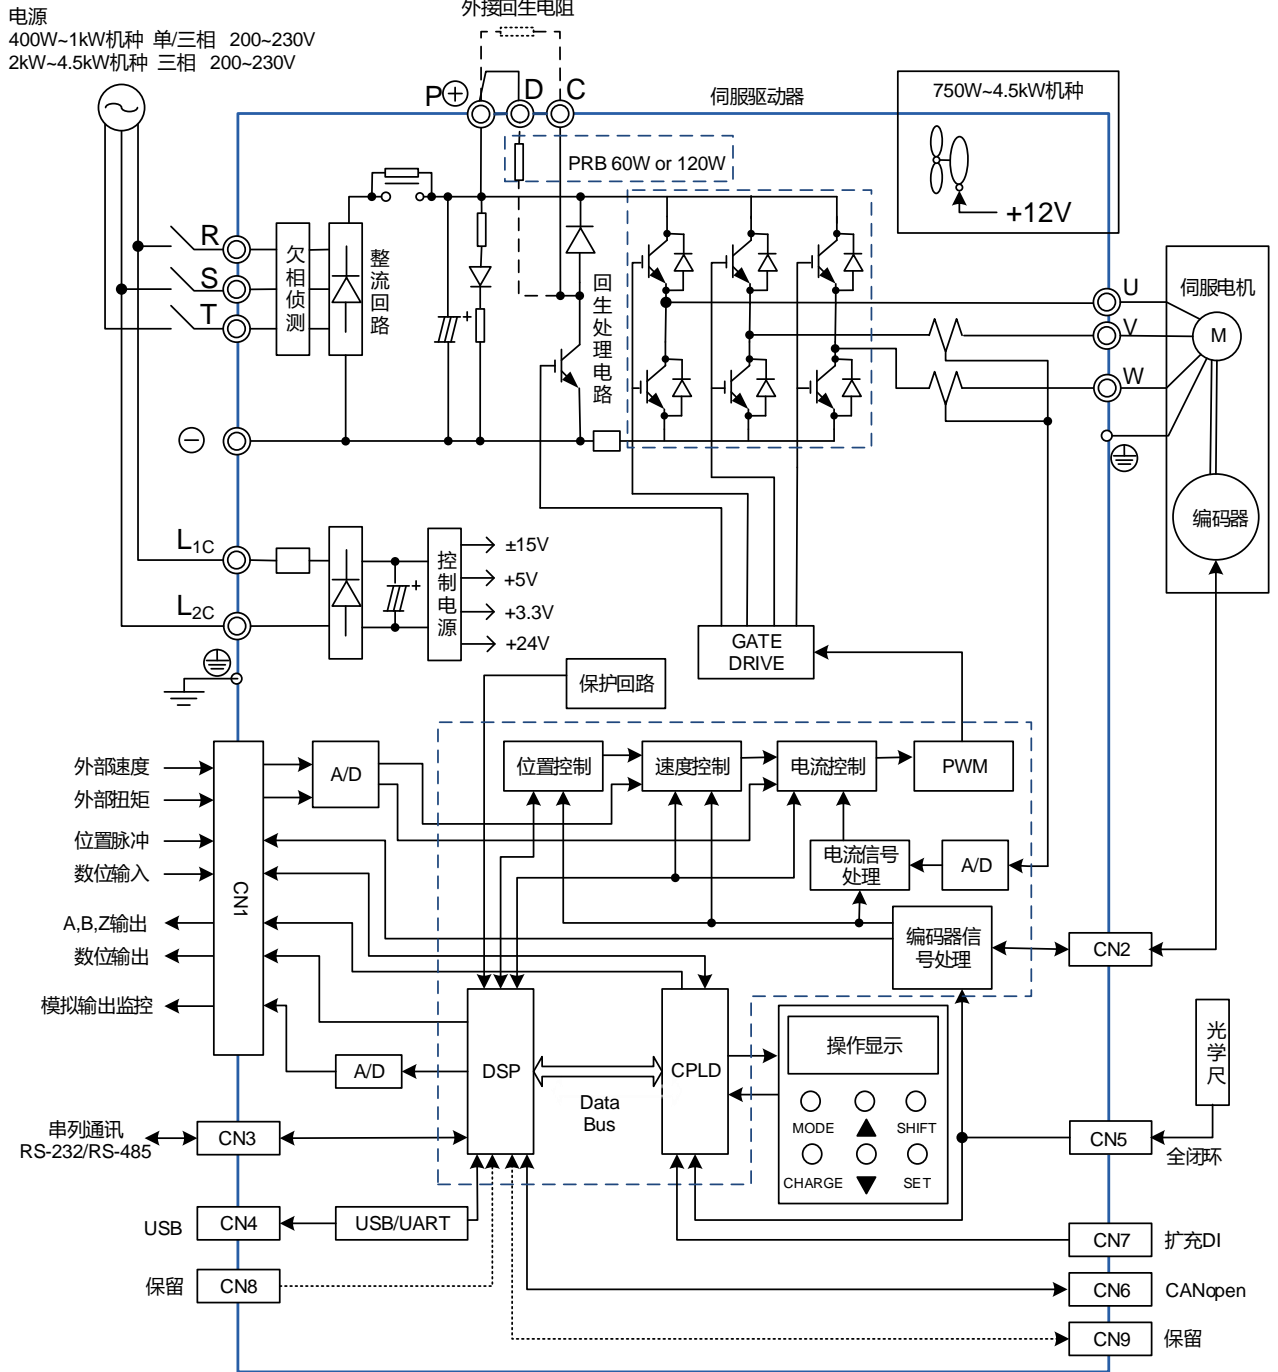 电源
400W~1kW机种 单/三相 200~230V
2kW~4.5kW机种 三相 200~230V
外接回生电阻
P⊕
D
C
伺服驱动器
750W~4.5kW机种
+12V
PRB 60W or 120W
R
S
T
欠相侦测
整流回路
+
回生处理电路
U
V
W
伺服电机
M
编码器
⊖
L1C
L2C
+
控制电源
±15V
+5V
+3.3V
+24V
GATE
DRIVE
保护回路
外部速度
外部扭矩
位置脉冲
数位输入
A,B,Z输出
数位输出
模拟输出监控
CN1
A/D
位置控制
速度控制
电流控制
PWM
电流信号
处理
A/D
编码器信
号处理
CN2
A/D
DSP
Data
Bus
CPLD
操作显示
MODE
▲
SHIFT
CHARGE
▼
SET
光学尺
串列通讯
RS-232/RS-485
CN3
CN5
全闭环
USB
CN4
USB/UART
CN7
扩充DI
保留
CN8
CN6
CANopen
CN9
保留